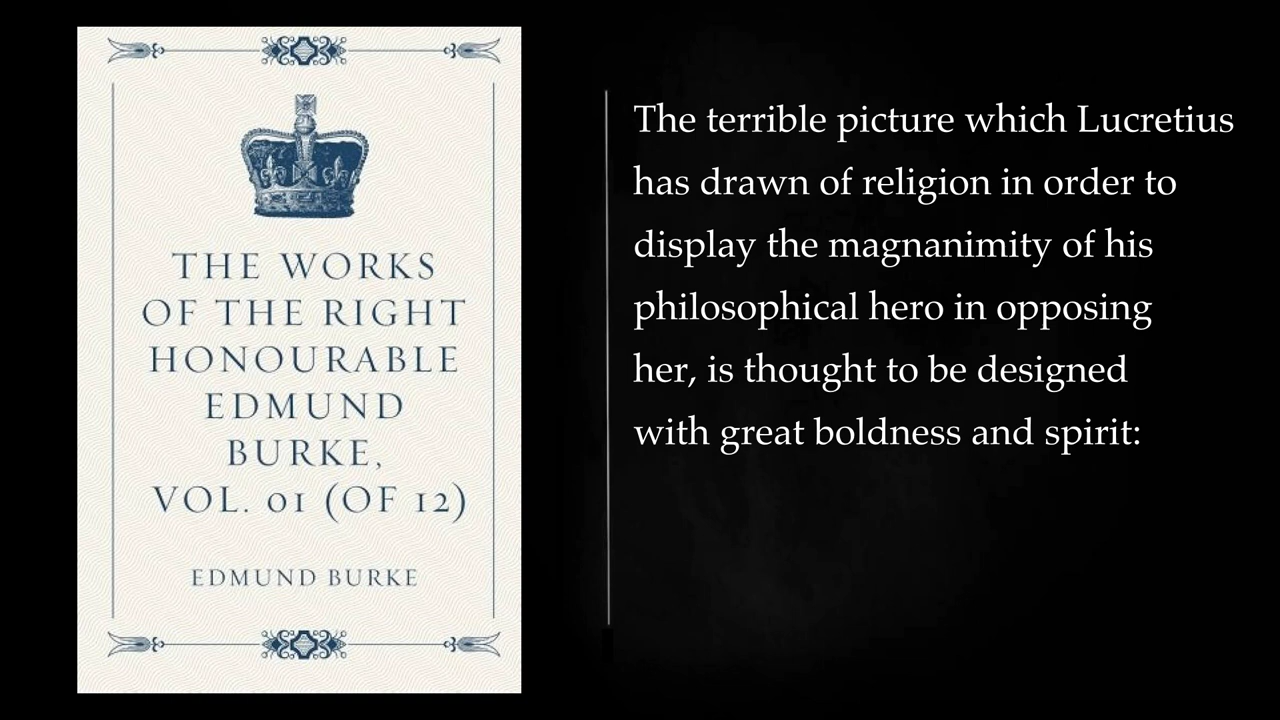 THE WORKS
OF THE RIGHT
HONOURABLE
EDMUND
BURKE,
VOL. 01 (OF 12)
EDMUND BURKE
The terrible picture which Lucretius
has drawn of religion in order to
display the magnanimity of his
philosophical hero in opposing
her, is thought to be designed
with great boldness and spirit: